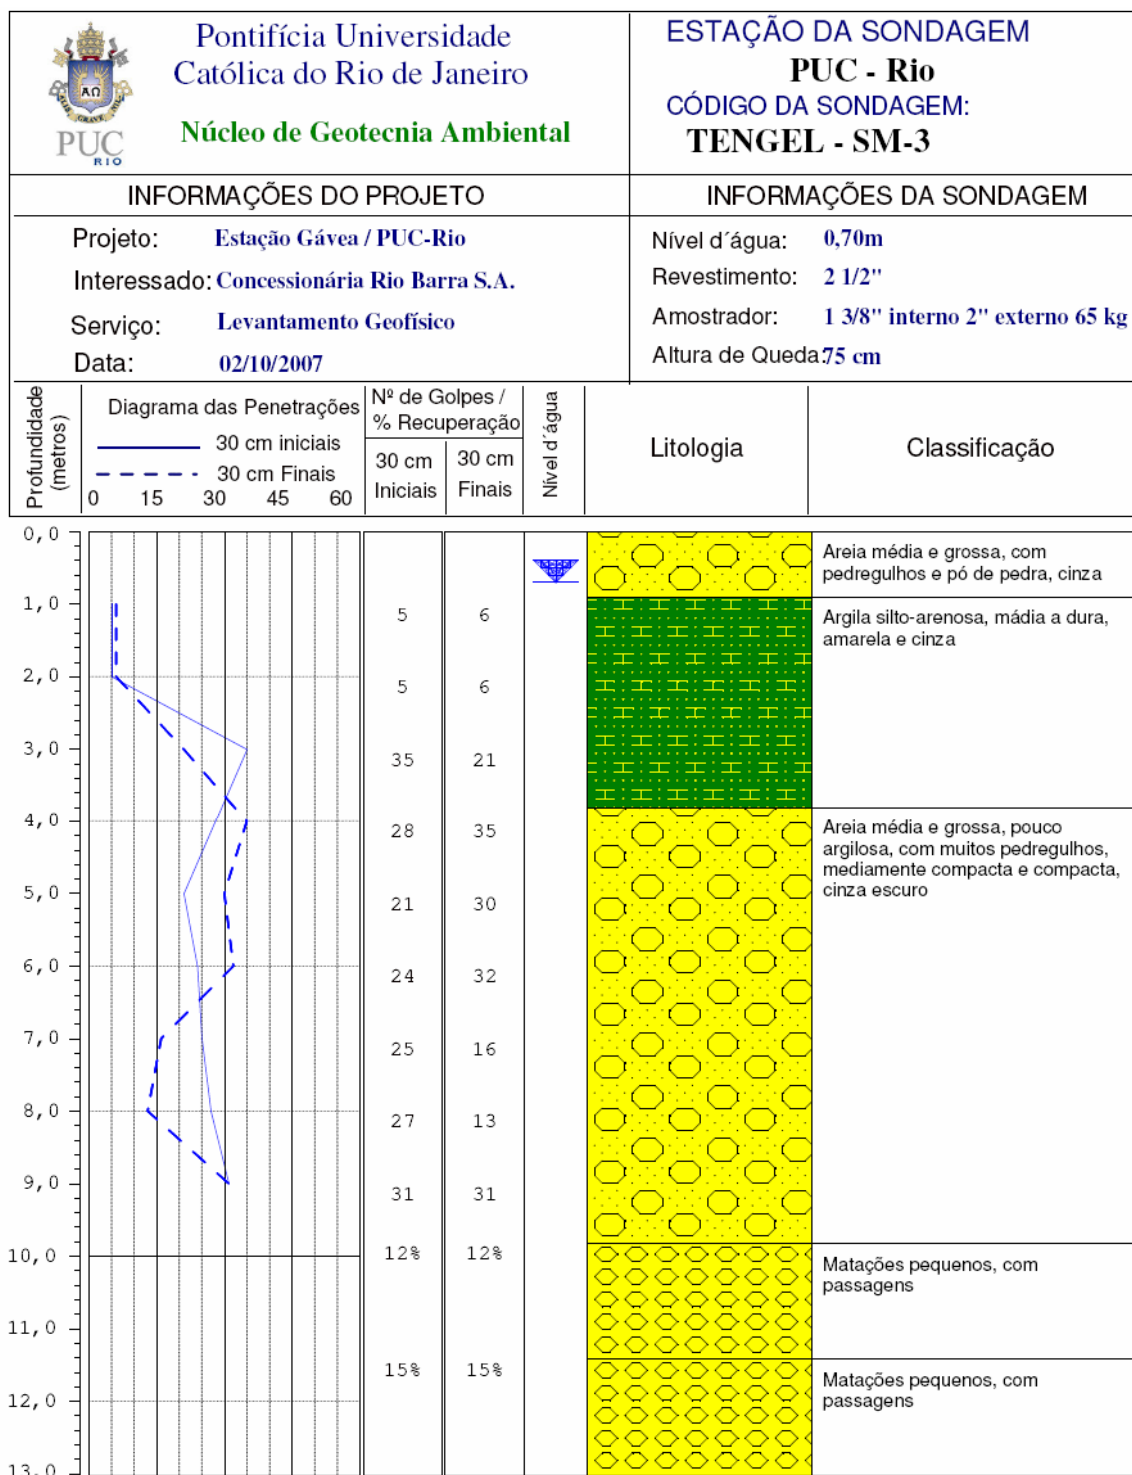 Pontifícia Universidade
Católica do Rio de Janeiro
Núcleo de Geotecnia Ambiental
PUC
RIO
ESTAÇÃO DA SONDAGEM
PUC - Rio
CÓDIGO DA SONDAGEM:
TENGEL - SM-3
INFORMAÇÕES DO PROJETO
Projeto: Estação Gávea / PUC-Rio
Interessado: Concessionária Rio Barra S.A.
Serviço: Levantamento Geofísico
Data: 02/10/2007
INFORMAÇÕES DA SONDAGEM
Nível d´água: 0,70m
Revestimento: 2 1/2"
Amostrador: 1 3/8" interno 2" externo 65 kg
Altura de Queda: 75 cm
Profundidade
(metros)
Diagrama das Penetrações
30 cm iniciais
30 cm Finais
0 15 30 45 60
Nº de Golpes /
% Recuperação
30 cm
Iniciais
30 cm
Finais
Nível d´água
Litologia
Classificação
0,0
Areia média e grossa, com
pedregulhos e pó de pedra, cinza
1,0
5 6
Argila silto-arenosa, mádia a dura,
amarela e cinza
2,0
5 6
3,0
35 21
4,0
28 35
Areia média e grossa, pouco
argilosa, com muitos pedregulhos,
mediamente compacta e compacta,
cinza escuro
5,0
21 30
6,0
24 32
7,0
25 16
8,0
27 13
9,0
31 31
10,0
12% 12%
Matações pequenos, com
passagens
11,0
15% 15%
Matações pequenos, com
passagens
12,0
13,0